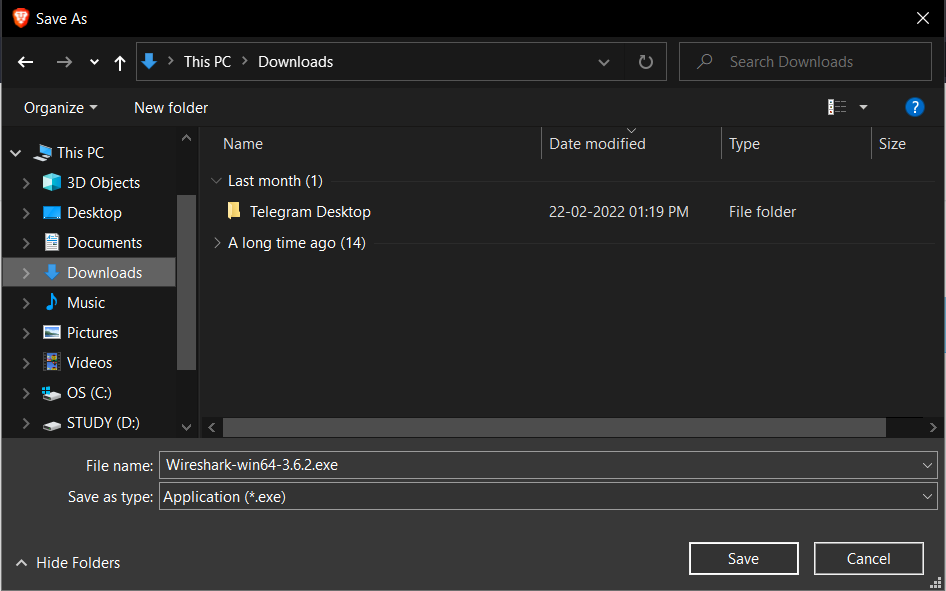 Save As
This PC > Downloads
Search Downloads
Organize
New folder
?
Name
Date modified
Type
Size
This PC
3D Objects
Desktop
Documents
Downloads
Music
Pictures
Videos
OS (C:)
STUDY (D:)
Last month (1)
Telegram Desktop 22-02-2022 01:19 PM File folder
A long time ago (14)
File name: Wireshark-win64-3.6.2.exe
Save as type: Application (*.exe)
Hide Folders
Save
Cancel